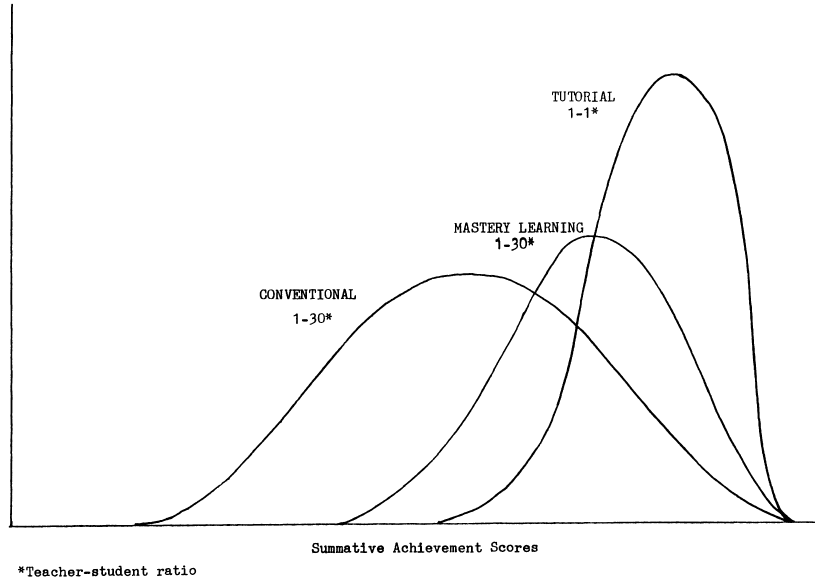 TUTORIAL
1-1*
MASTERY LEARNING
1-30*
CONVENTIONAL
1-30*
Summative Achievement Scores
*Teacher-student ratio